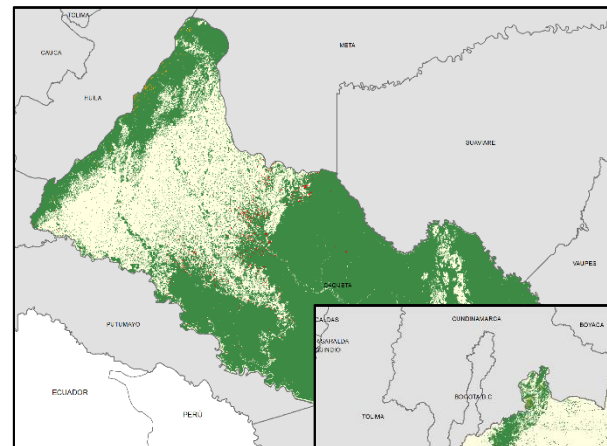 TOLIMA
CAUCA
META
HUILA
GUAVIARE
VAUPES
CAQUETA
PUTUMAYO
ECUADOR
PERÚ
CALDAS
CUNDINAMARCA
BOYACA
RISARALDA
QUINDIO
BOGOTA D.C
TOLIMA